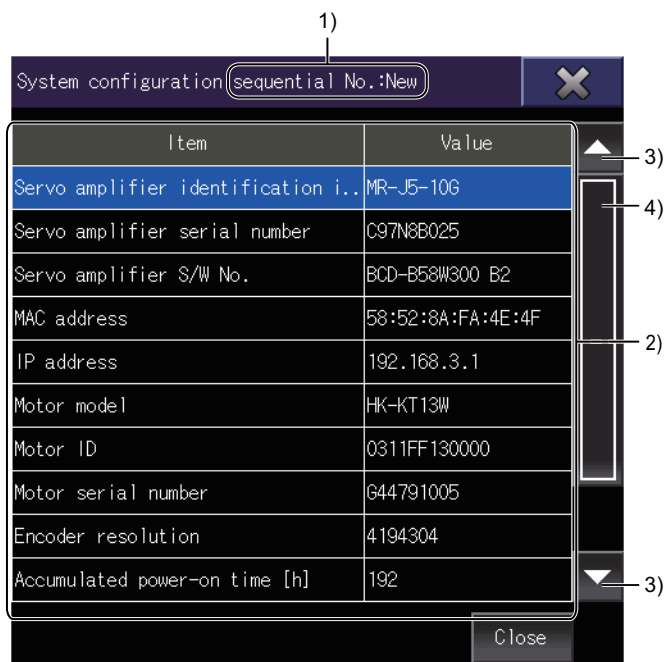 1)
System configuration sequential No.:New
Item Value
3)
Servo amplifier identification i.. MR-J5-10G
4)
Servo amplifier serial number C97N8B025
Servo amplifier S/W No. BCD-B58W300 B2
MAC address 58:52:8A:FA:4E:4F
2)
IP address 192.168.3.1
Motor model HK-KT13W
Motor ID 0311FF130000
Motor serial number G44791005
Encoder resolution 4194304
Accumulated power-on time [h] 192
3)
Close